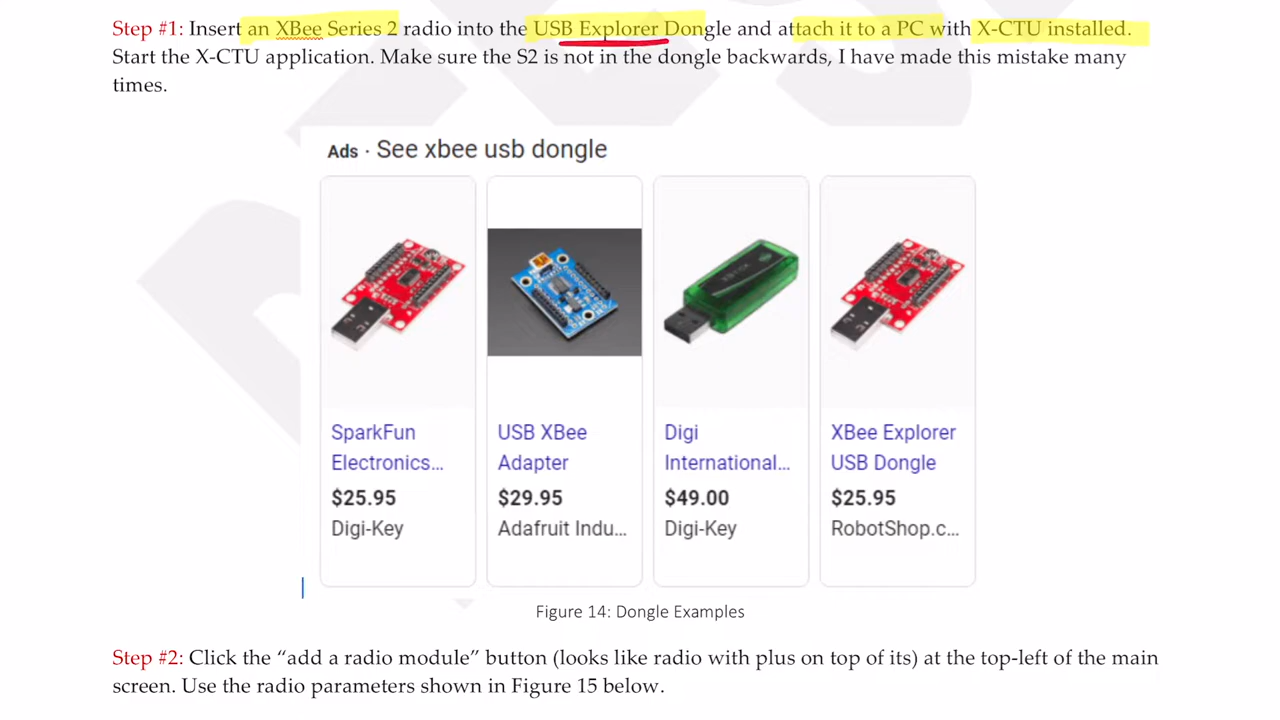 Step #1: Insert an XBee Series 2 radio into the USB Explorer Dongle and attach it to a PC with X-CTU installed.
Start the X-CTU application. Make sure the S2 is not in the dongle backwards, I have made this mistake many
times.
Ads · See xbee usb dongle
SparkFun
Electronics...
$25.95
Digi-Key
USB XBee
Adapter
$29.95
Adafruit Indu...
Digi
International...
$49.00
Digi-Key
XBee Explorer
USB Dongle
$25.95
RobotShop.c...
Figure 14: Dongle Examples
Step #2: Click the “add a radio module” button (looks like radio with plus on top of its) at the top-left of the main
screen. Use the radio parameters shown in Figure 15 below.